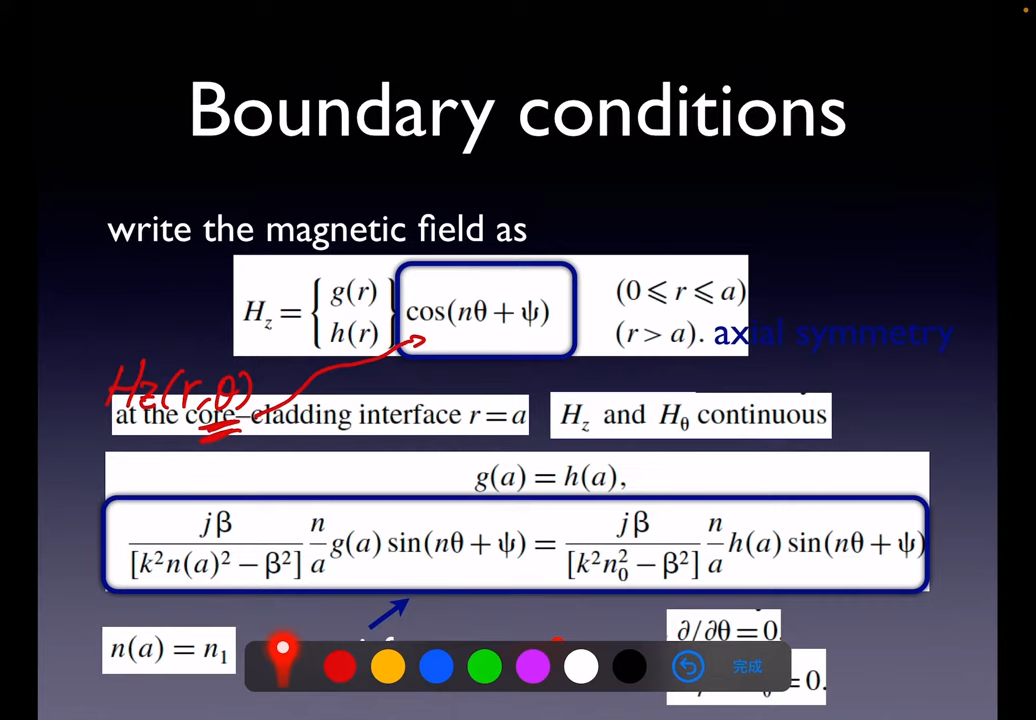 Boundary conditions
write the magnetic field as
H_z = { g(r) h(r) } cos(nθ + ψ) (0 ⩽ r ⩽ a) (r > a).
axial symmetry
Hz(r,θ)
at the core–cladding interface r = a
H_z and H_θ continuous
g(a) = h(a),
jβ/[k²n(a)² − β²] n/a g(a) sin(nθ + ψ) = jβ/[k²n₀² − β²] n/a h(a) sin(nθ + ψ)
n(a) = n₁
∂/∂θ = 0.
= 0.
完成